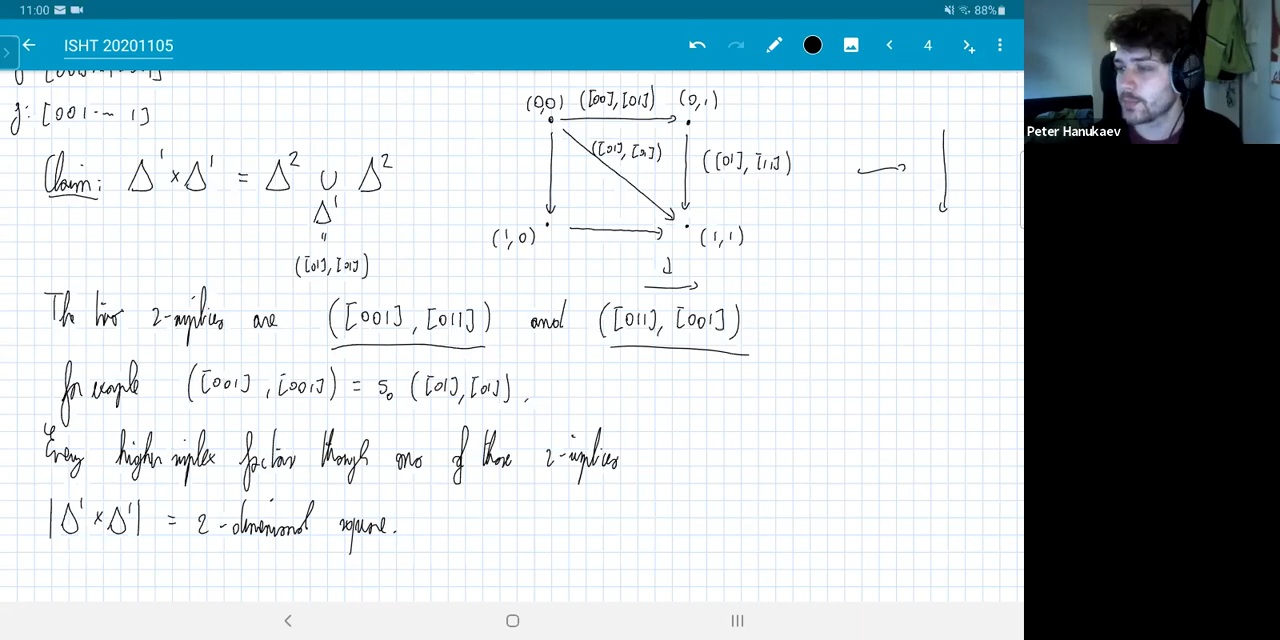 11:00 88%
ISHT 20201105 4
Peter Hanukaev
j: [001 ... 1]
(0,0) ([00],[01]) (0,1)
([01],[01]) ([01],[11])
(1,0) (1,1)
Claim: Δ¹ × Δ¹ = Δ² ∪ Δ²
Δ¹
"
([01],[01])
The two 2-simplices are ([001], [011]) and ([011], [001])
for example ([001], [001]) = s₀ ([01],[01]).
Every higher simplex factors through one of those 2-simplices
|Δ¹ × Δ¹| = 2-dimensional square.